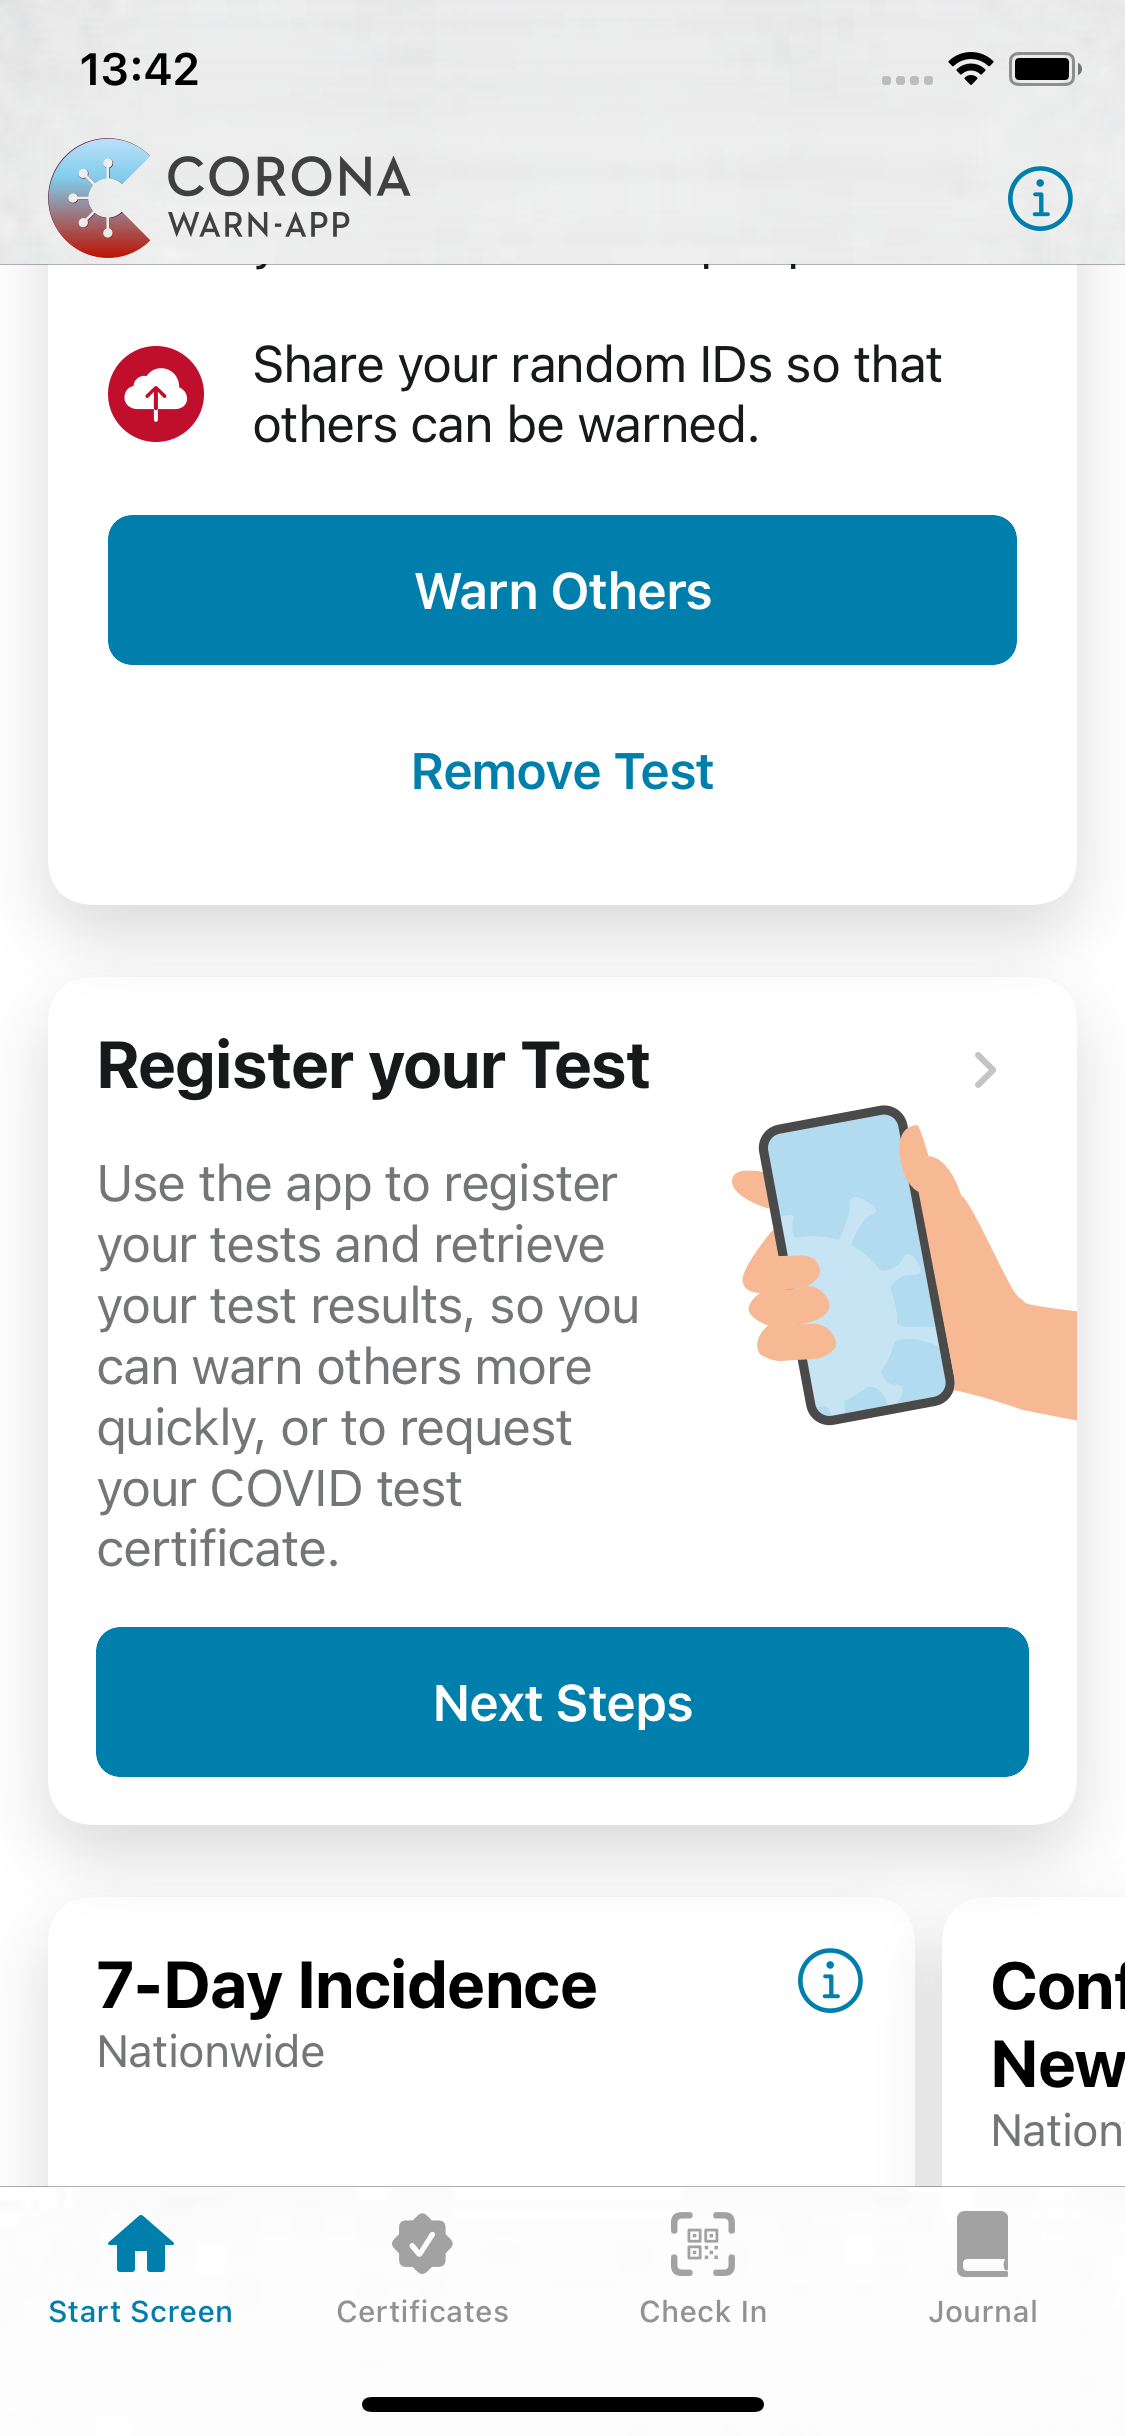 13:42
CORONA
WARN-APP
Share your random IDs so that
others can be warned.
Warn Others
Remove Test
Register your Test
Use the app to register
your tests and retrieve
your test results, so you
can warn others more
quickly, or to request
your COVID test
certificate.
Next Steps
7-Day Incidence
Nationwide
New
Start Screen
Certificates
Check In
Journal